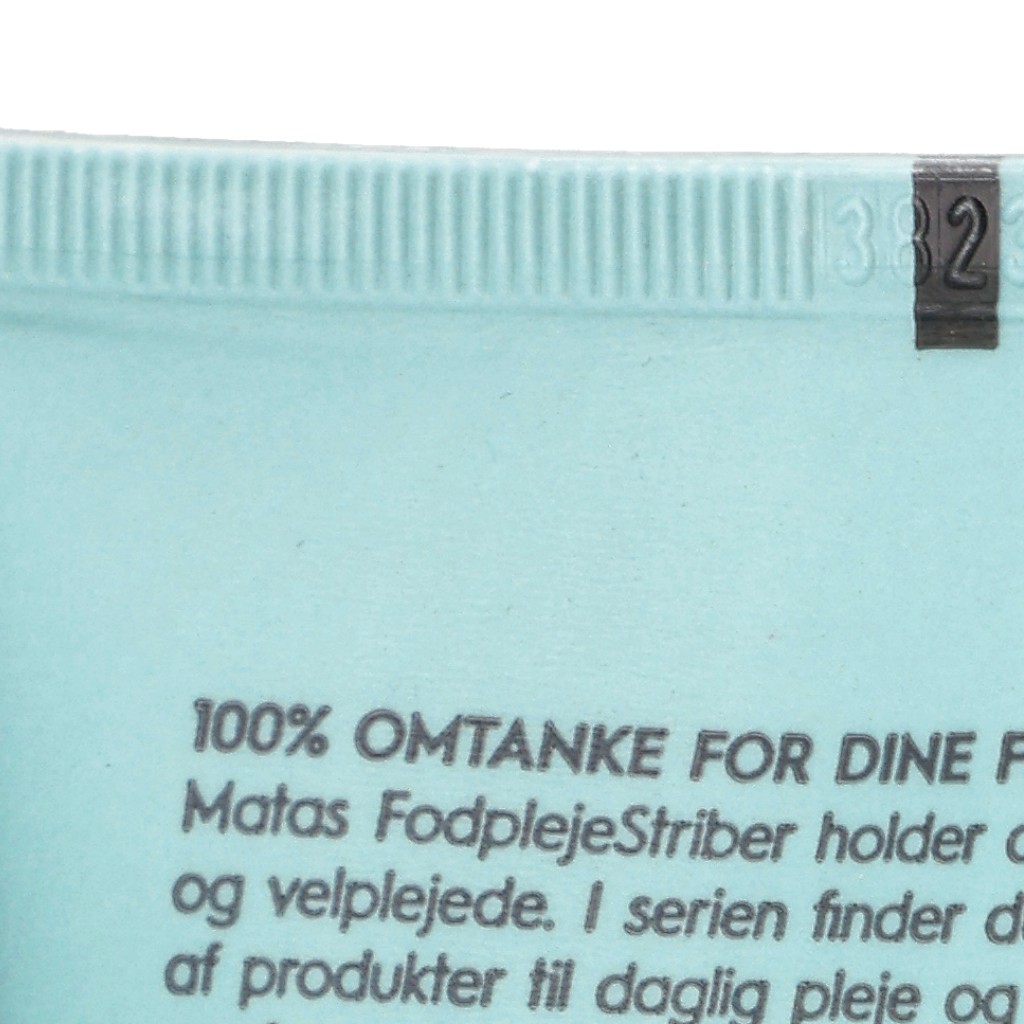 382
100% OMTANKE FOR DINE
Matas FodplejeStriber holder
og velplejede. I serien finder
af produkter til daglig pleje og